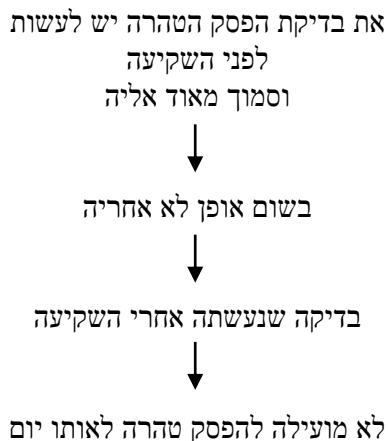 את בדיקת הפסק הטהרה יש לעשות
לפני השקיעה
וסמוך מאוד אליה
בשום אופן לא אחריה
בדיקה שנעשתה אחרי השקיעה
לא מועילה להפסק טהרה לאותו יום